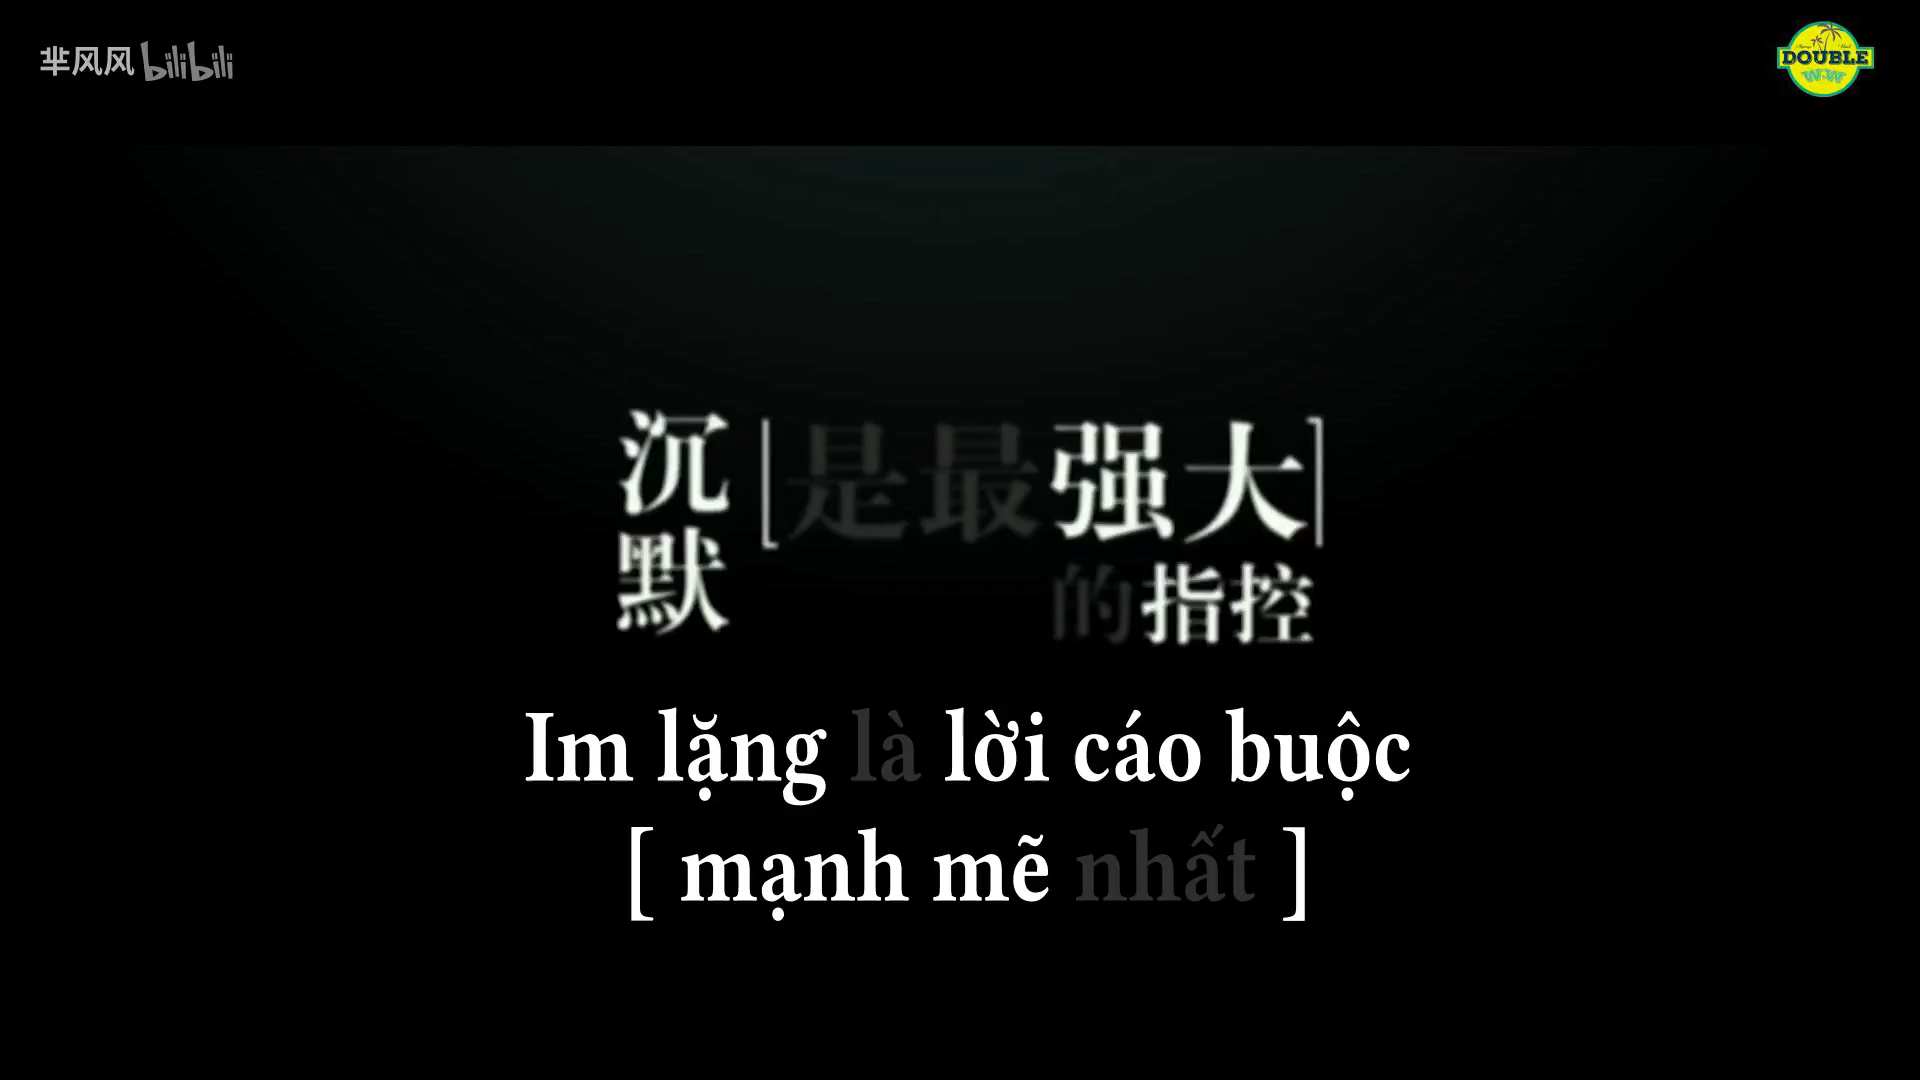 芈风风 bilibili
DOUBLE
W-W
沉默[是最强大]
的指控
Im lặng là lời cáo buộc
[ mạnh mẽ nhất ]